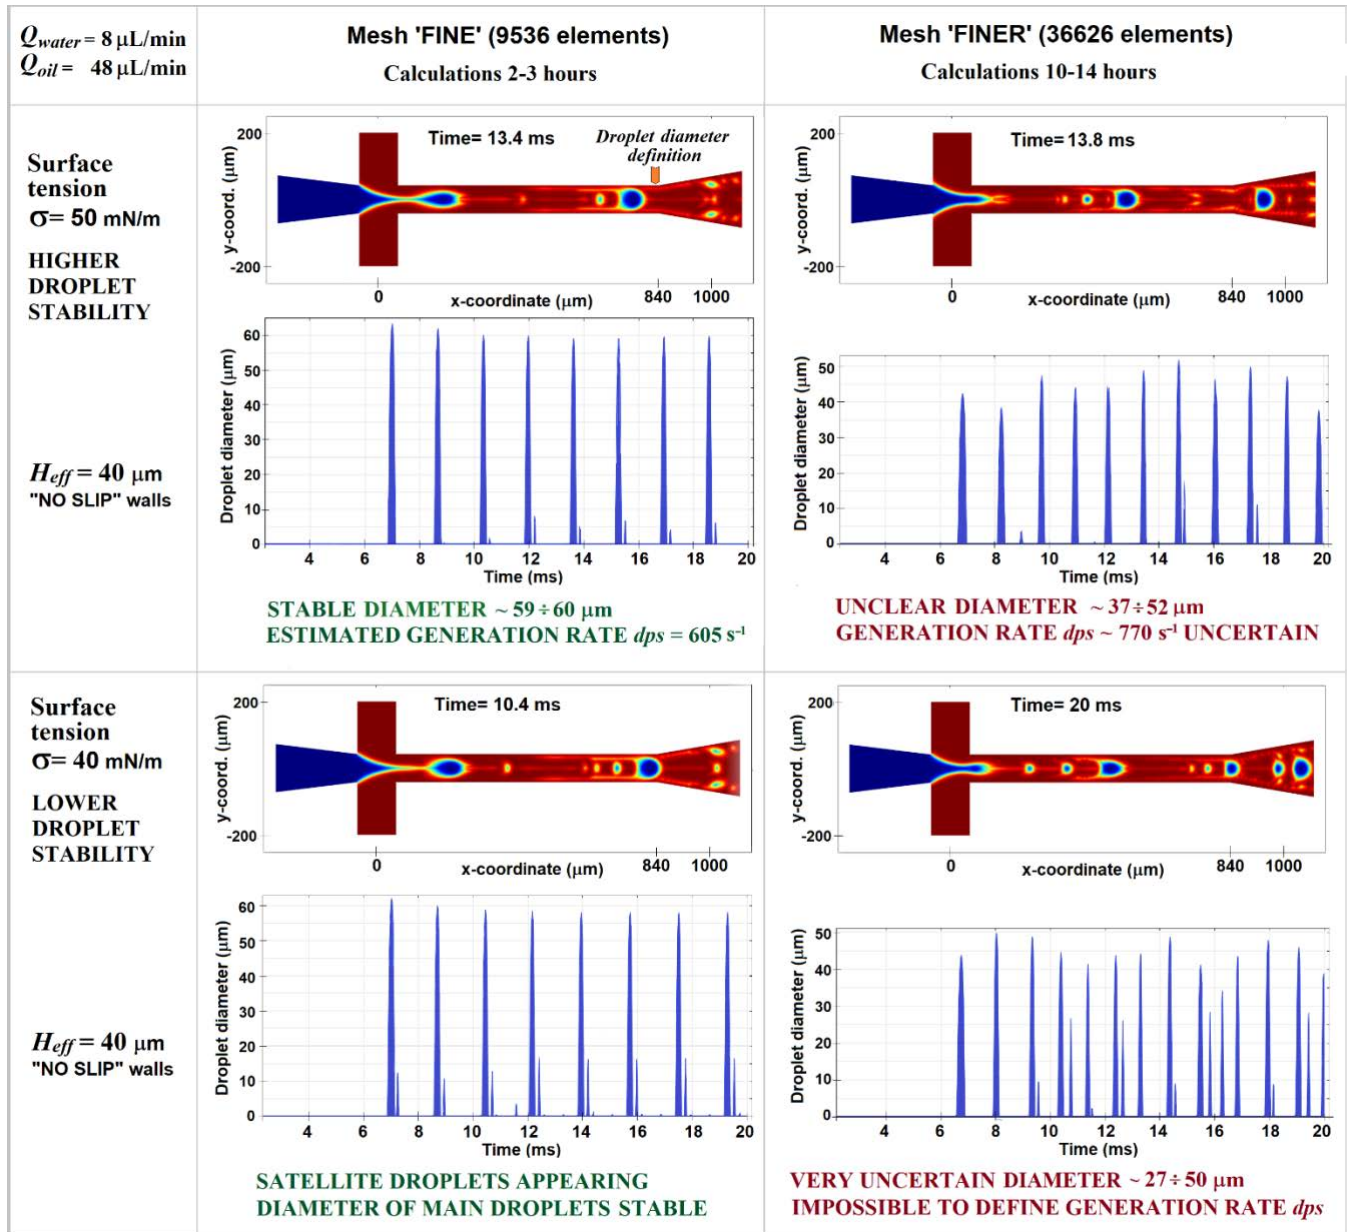 Qwater = 8 μL/min
Qoil = 48 μL/min
Mesh 'FINE' (9536 elements)
Calculations 2-3 hours
Mesh 'FINER' (36626 elements)
Calculations 10-14 hours
Surface
tension
σ= 50 mN/m
HIGHER
DROPLET
STABILITY
Heff = 40 μm
"NO SLIP" walls
y-coord. (μm)
200
-200
Time= 13.4 ms
Droplet diameter
definition
0
x-coordinate (μm)
840
1000
Droplet diameter (μm)
60
50
40
30
20
10
0
4 6 8 10 12 14 16 18 20
Time (ms)
STABLE DIAMETER ~ 59÷60 μm
ESTIMATED GENERATION RATE dps = 605 s⁻¹
y-coord. (μm)
200
-200
Time= 13.8 ms
0
x-coordinate (μm)
840
1000
Droplet diameter (μm)
50
40
30
20
10
0
4 6 8 10 12 14 16 18 20
Time (ms)
UNCLEAR DIAMETER ~ 37÷52 μm
GENERATION RATE dps ~ 770 s⁻¹ UNCERTAIN
Surface
tension
σ= 40 mN/m
LOWER
DROPLET
STABILITY
Heff = 40 μm
"NO SLIP" walls
y-coord. (μm)
200
-200
Time= 10.4 ms
0
x-coordinate (μm)
840
1000
Droplet diameter (μm)
60
50
40
30
20
10
0
4 6 8 10 12 14 16 18 20
Time (ms)
SATELLITE DROPLETS APPEARING
DIAMETER OF MAIN DROPLETS STABLE
y-coord. (μm)
200
-200
Time= 20 ms
0
x-coordinate (μm)
840
1000
Droplet diameter (μm)
50
40
30
20
10
0
4 6 8 10 12 14 16 18 20
Time (ms)
VERY UNCERTAIN DIAMETER ~ 27÷50 μm
IMPOSSIBLE TO DEFINE GENERATION RATE dps